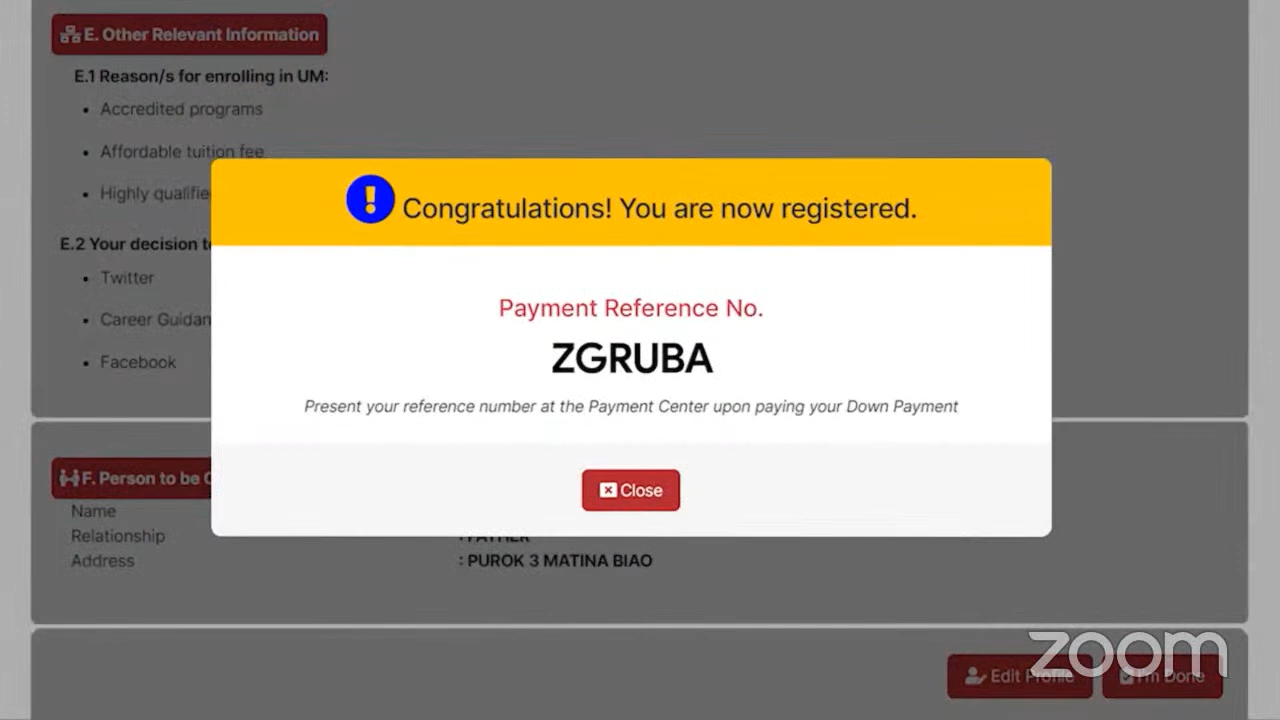 E. Other Relevant Information
E.1 Reason/s for enrolling in UM:
Accredited programs
Affordable tuition fee
Highly
E.2 Your decision
Twitter
Career
Facebook
Congratulations! You are now registered.
Payment Reference No.
ZGRUBA
Present your reference number at the Payment Center upon paying your Down Payment
Close
F. Person to be
Name
Relationship : FATHER
Address : PUROK 3 MATINA BIAO
Edit Profile I'm Done
zoom